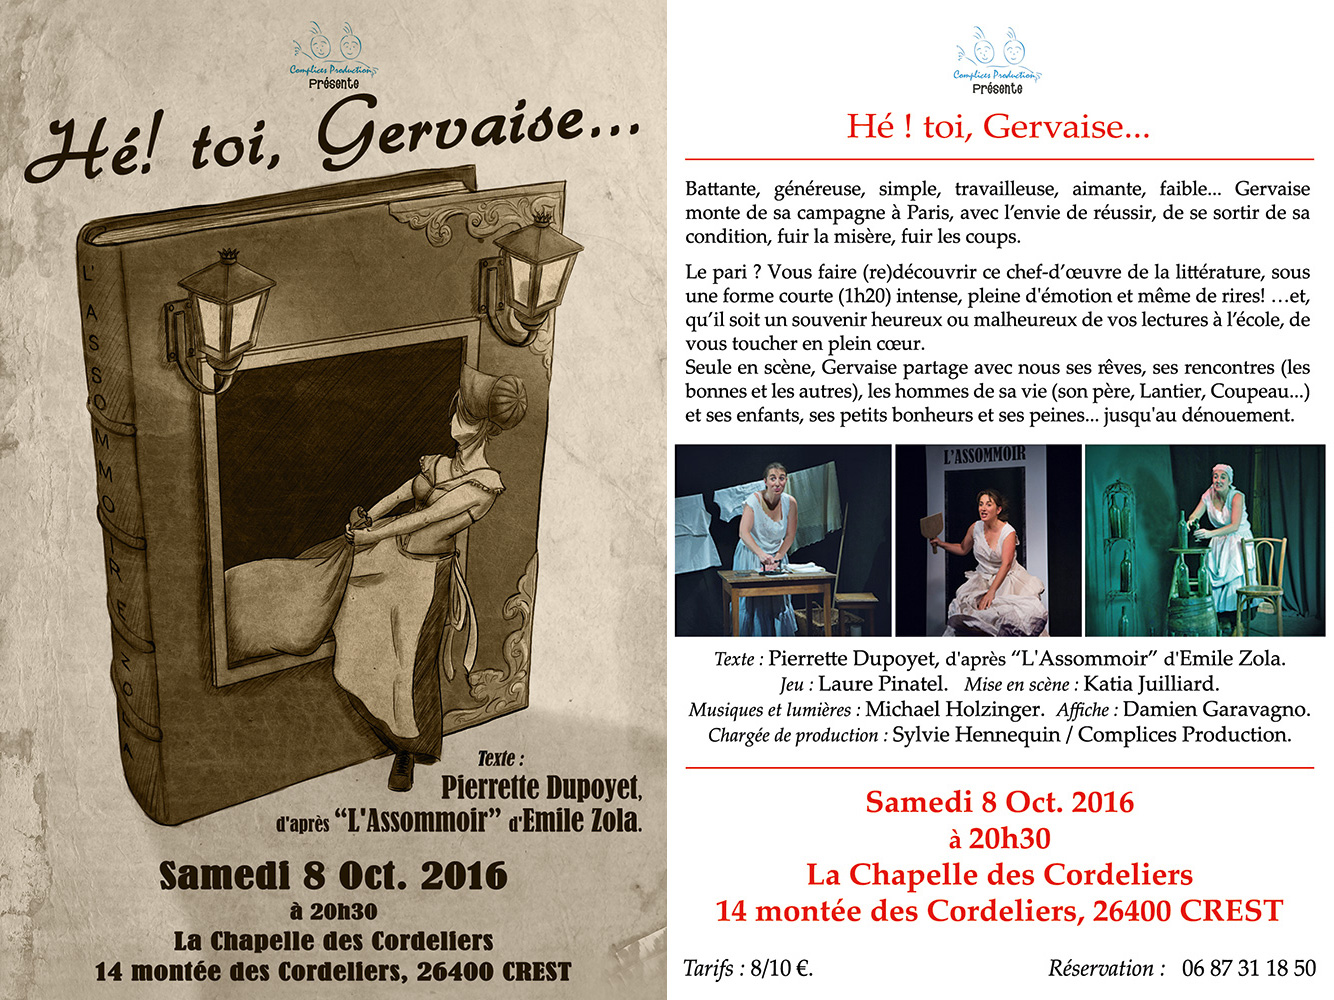 Complices Production
Présente
Hé! toi, Gervaise...
L'ASSOMMOIR E. ZOLA
Texte :
Pierrette Dupoyet,
d'après “L'Assommoir” d'Emile Zola.
Samedi 8 Oct. 2016
à 20h30
La Chapelle des Cordeliers
14 montée des Cordeliers, 26400 CREST
Complices Production
Présente
Hé ! toi, Gervaise...
Battante, généreuse, simple, travailleuse, aimante, faible... Gervaise
monte de sa campagne à Paris, avec l’envie de réussir, de se sortir de sa
condition, fuir la misère, fuir les coups.
Le pari ? Vous faire (re)découvrir ce chef-d’œuvre de la littérature, sous
une forme courte (1h20) intense, pleine d'émotion et même de rires! …et,
qu’il soit un souvenir heureux ou malheureux de vos lectures à l’école, de
vous toucher en plein cœur.
Seule en scène, Gervaise partage avec nous ses rêves, ses rencontres (les
bonnes et les autres), les hommes de sa vie (son père, Lantier, Coupeau...)
et ses enfants, ses petits bonheurs et ses peines... jusqu'au dénouement.
L'ASSOMMOIR
Texte : Pierrette Dupoyet, d'après “L'Assommoir” d'Emile Zola.
Jeu : Laure Pinatel. Mise en scène : Katia Juilliard.
Musiques et lumières : Michael Holzinger. Affiche : Damien Garavagno.
Chargée de production : Sylvie Hennequin / Complices Production.
Samedi 8 Oct. 2016
à 20h30
La Chapelle des Cordeliers
14 montée des Cordeliers, 26400 CREST
Tarifs : 8/10 €. Réservation : 06 87 31 18 50